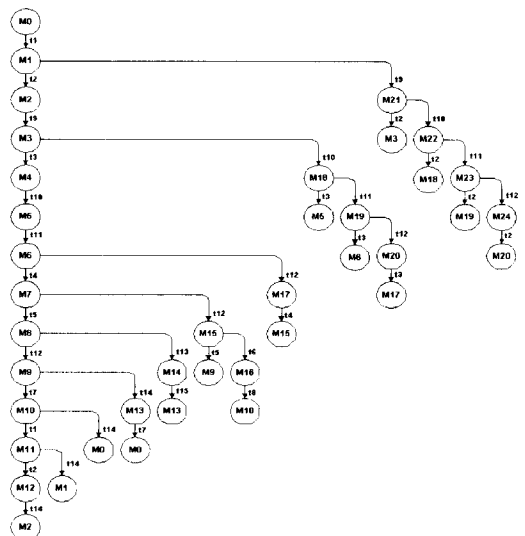 M0
t1
M1
t2 t9
M2 M21
t9 t2 t10
M3 M3 M22
t3 t10 t2 t11
M4 M18 M18 M23
t10 t3 t11 t2 t12
M5 M5 M19 M19 M24
t11 t3 t12 t2
M6 M6 M20 M20
t4 t12 t3
M7 M17 M17
t5 t12 t4
M8 M15 M15
t12 t13 t5 t6
M9 M14 M9 M16
t7 t14 t15 t8
M10 M13 M13 M10
t1 t14 t7
M11 M0 M0
t2 t14
M12 M1
t14
M2